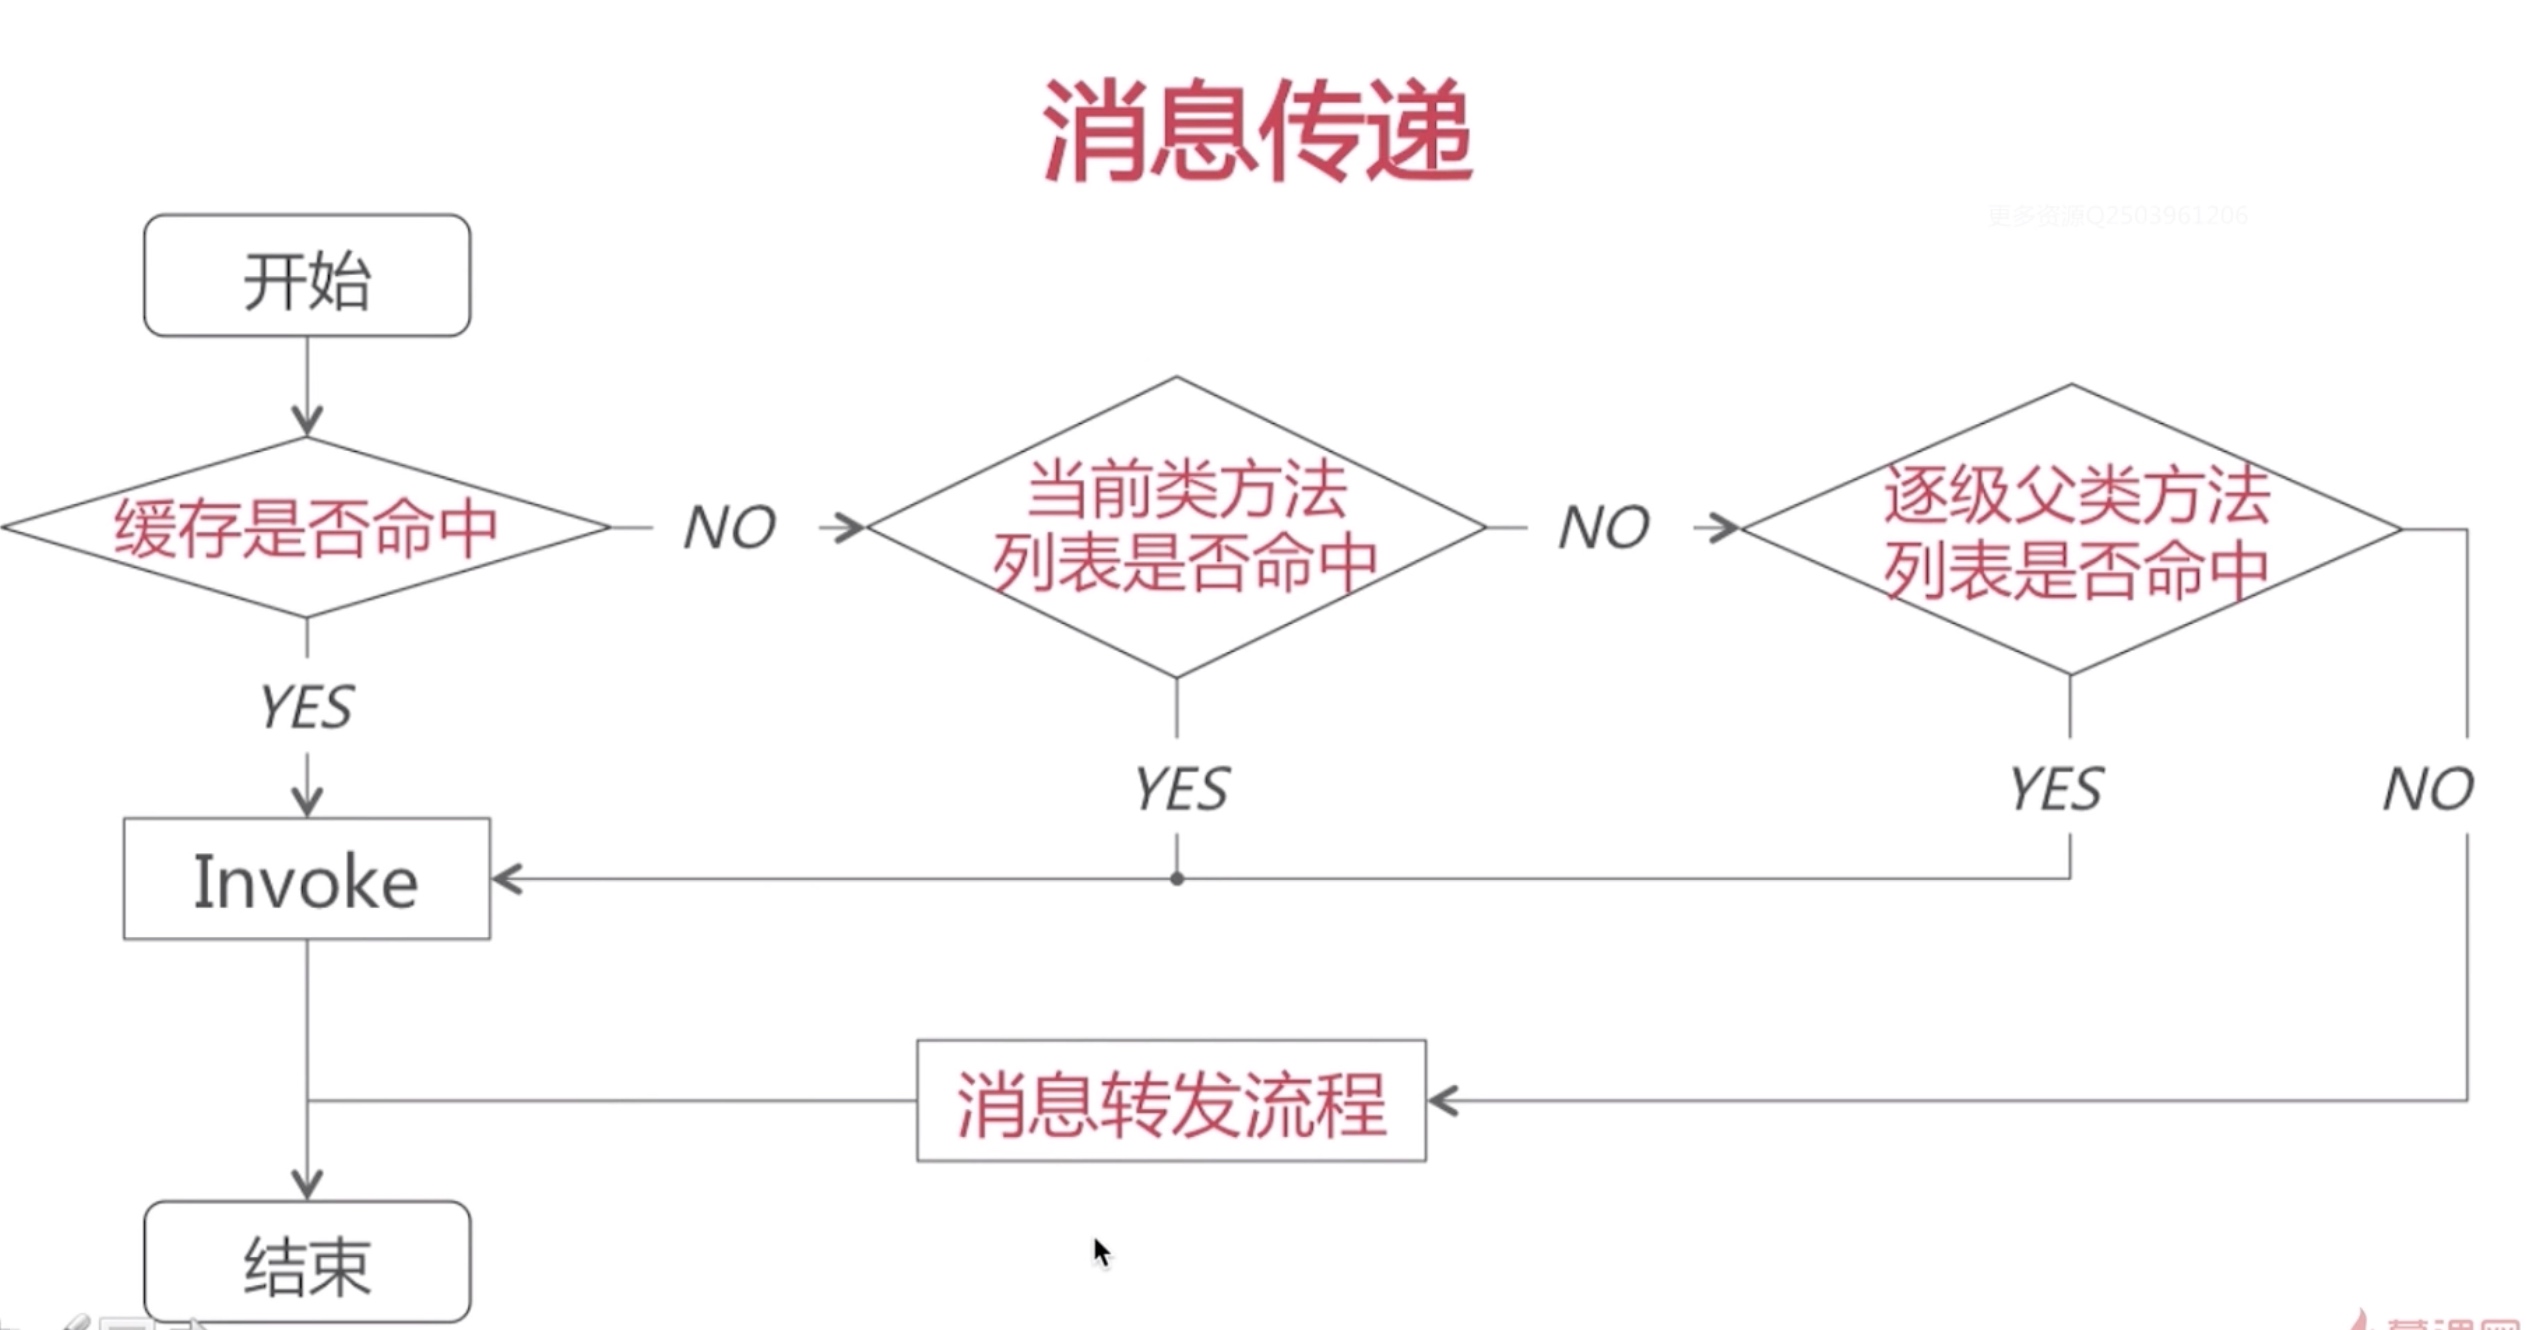 消息传递
更多资源Q2503961206
开始
缓存是否命中
NO
当前类方法
列表是否命中
NO
逐级父类方法
列表是否命中
YES
YES
YES
NO
Invoke
消息转发流程
结束